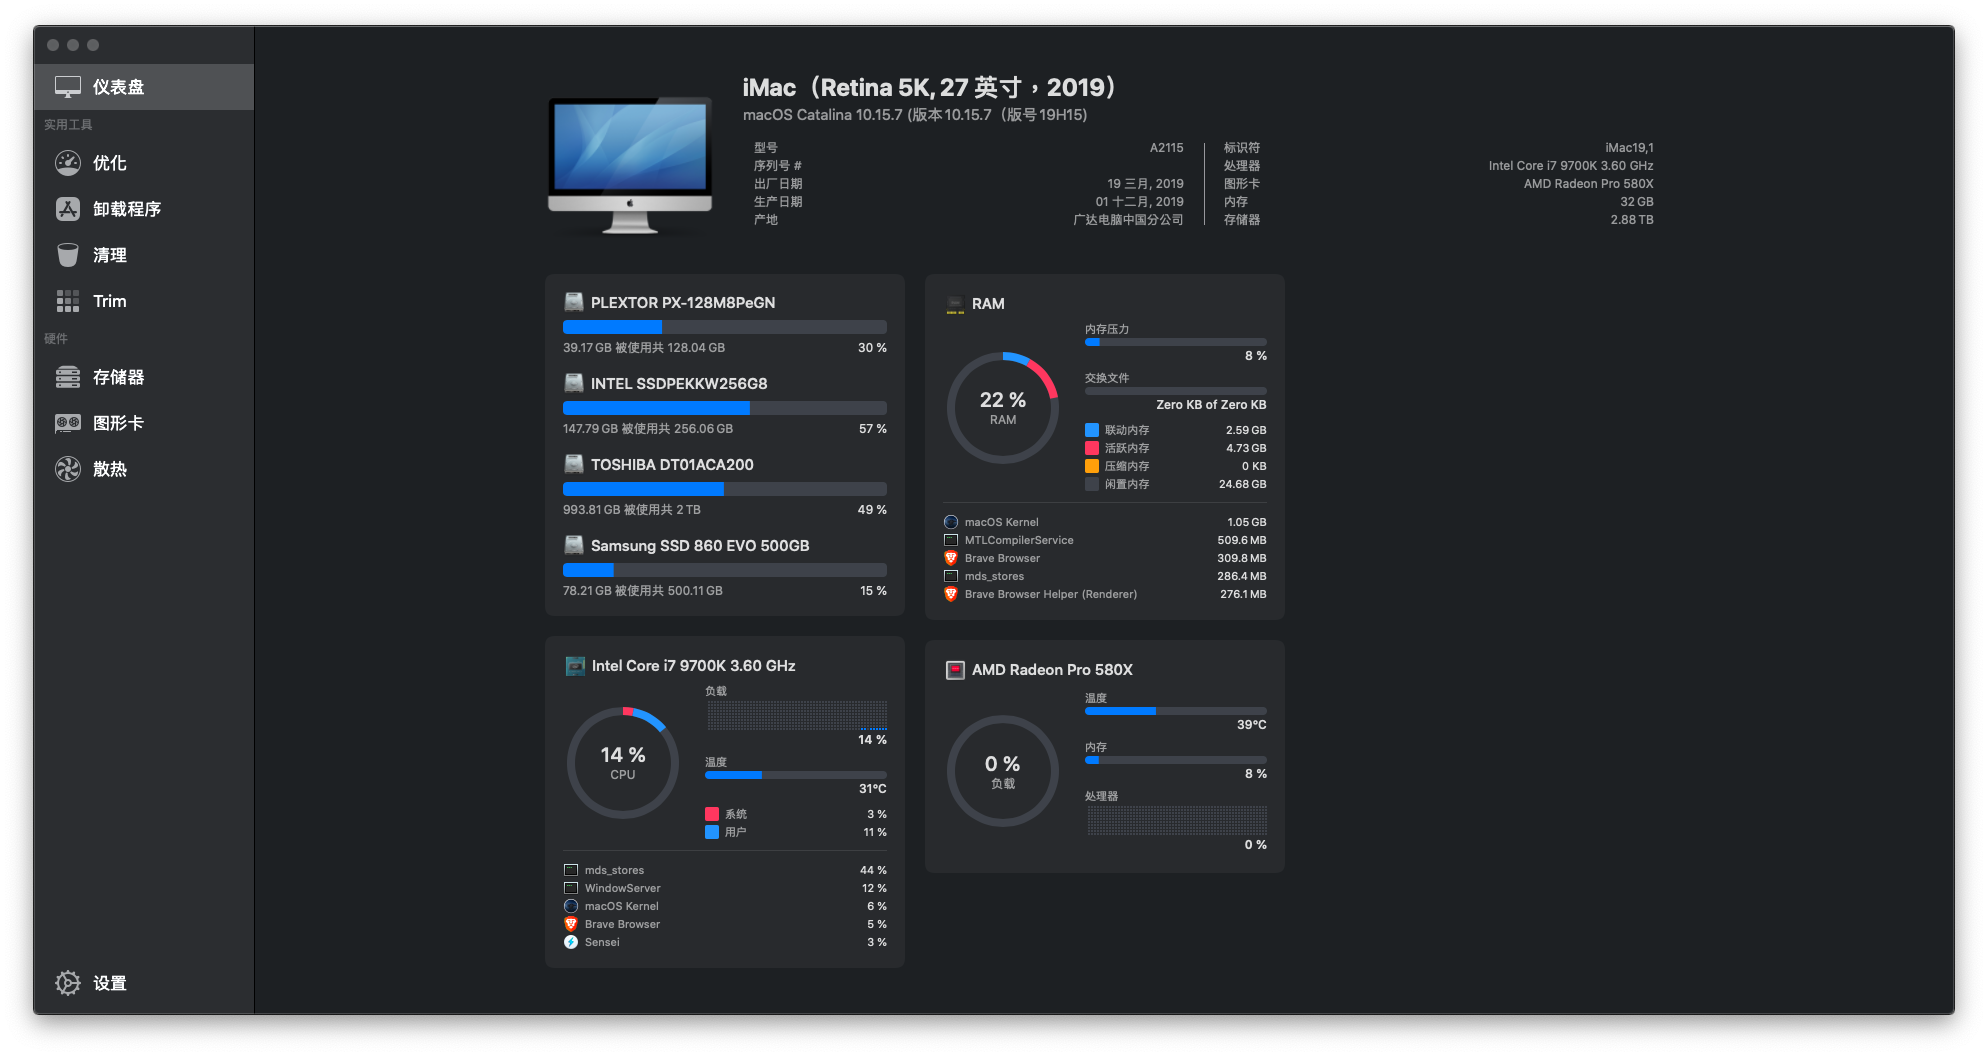 仪表盘
实用工具
优化
卸载程序
清理
Trim
硬件
存储器
图形卡
散热
设置
iMac（Retina 5K, 27 英寸，2019）
macOS Catalina 10.15.7 (版本 10.15.7（版号 19H15)
型号 A2115
序列号 #
出厂日期 19 三月, 2019
生产日期 01 十二月, 2019
产地 广达电脑中国分公司
标识符 iMac19,1
处理器 Intel Core i7 9700K 3.60 GHz
图形卡 AMD Radeon Pro 580X
内存 32 GB
存储器 2.88 TB
PLEXTOR PX-128M8PeGN
39.17 GB 被使用共 128.04 GB 30 %
INTEL SSDPEKKW256G8
147.79 GB 被使用共 256.06 GB 57 %
TOSHIBA DT01ACA200
993.81 GB 被使用共 2 TB 49 %
Samsung SSD 860 EVO 500GB
78.21 GB 被使用共 500.11 GB 15 %
RAM
22 %
RAM
内存压力
8 %
交换文件
Zero KB of Zero KB
联动内存 2.59 GB
活跃内存 4.73 GB
压缩内存 0 KB
闲置内存 24.68 GB
macOS Kernel 1.05 GB
MTLCompilerService 509.6 MB
Brave Browser 309.8 MB
mds_stores 286.4 MB
Brave Browser Helper (Renderer) 276.1 MB
Intel Core i7 9700K 3.60 GHz
14 %
CPU
负载
14 %
温度
31°C
系统 3 %
用户 11 %
mds_stores 44 %
WindowServer 12 %
macOS Kernel 6 %
Brave Browser 5 %
Sensei 3 %
AMD Radeon Pro 580X
0 %
负载
温度
39°C
内存
8 %
处理器
0 %